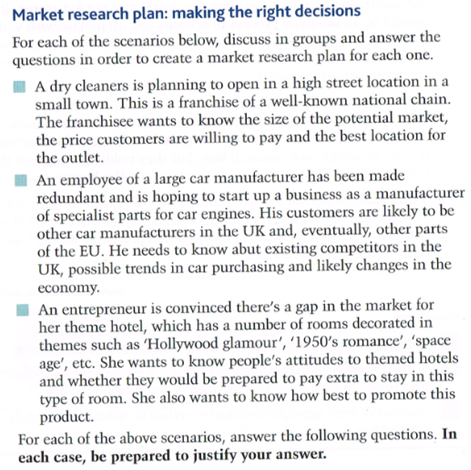 Market research plan: making the right decisions
For each of the scenarios below, discuss in groups and answer the
questions in order to create a market research plan for each one.
A dry cleaners is planning to open in a high street location in a
small town. This is a franchise of a well-known national chain.
The franchisee wants to know the size of the potential market,
the price customers are willing to pay and the best location for
the outlet.
An employee of a large car manufacturer has been made
redundant and is hoping to start up a business as a manufacturer
of specialist parts for car engines. His customers are likely to be
other car manufacturers in the UK and, eventually, other parts
of the EU. He needs to know abut existing competitors in the
UK, possible trends in car purchasing and likely changes in the
economy.
An entrepreneur is convinced there's a gap in the market for
her theme hotel, which has a number of rooms decorated in
themes such as 'Hollywood glamour', '1950's romance', 'space
age', etc. She wants to know people's attitudes to themed hotels
and whether they would be prepared to pay extra to stay in this
type of room. She also wants to know how best to promote this
product.
For each of the above scenarios, answer the following questions. In
each case, be prepared to justify your answer.